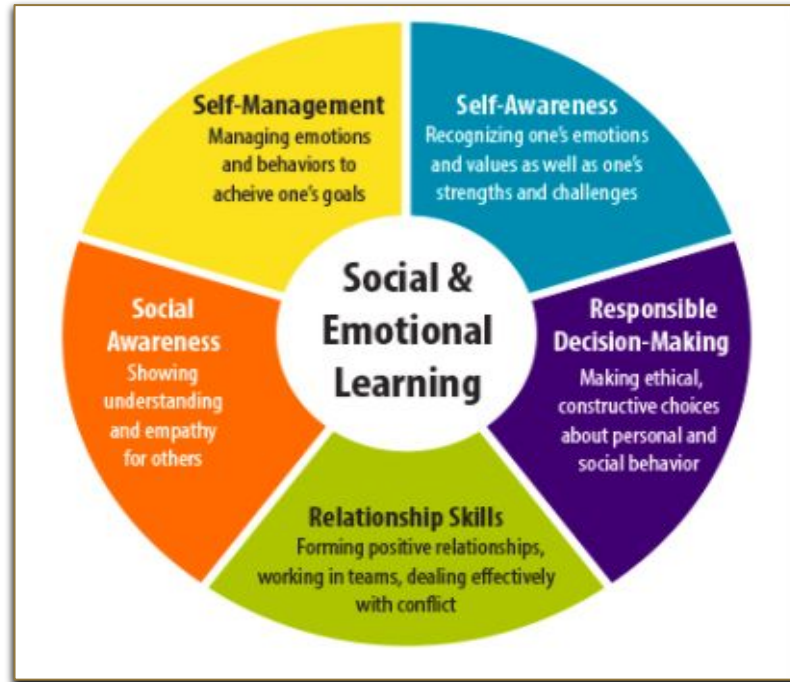 Self-Management
Managing emotions
and behaviors to
acheive one's goals
Self-Awareness
Recognizing one's emotions
and values as well as one's
strengths and challenges
Social &
Emotional
Learning
Social
Awareness
Showing
understanding
and empathy
for others
Responsible
Decision-Making
Making ethical,
constructive choices
about personal and
social behavior
Relationship Skills
Forming positive relationships,
working in teams, dealing effectively
with conflict